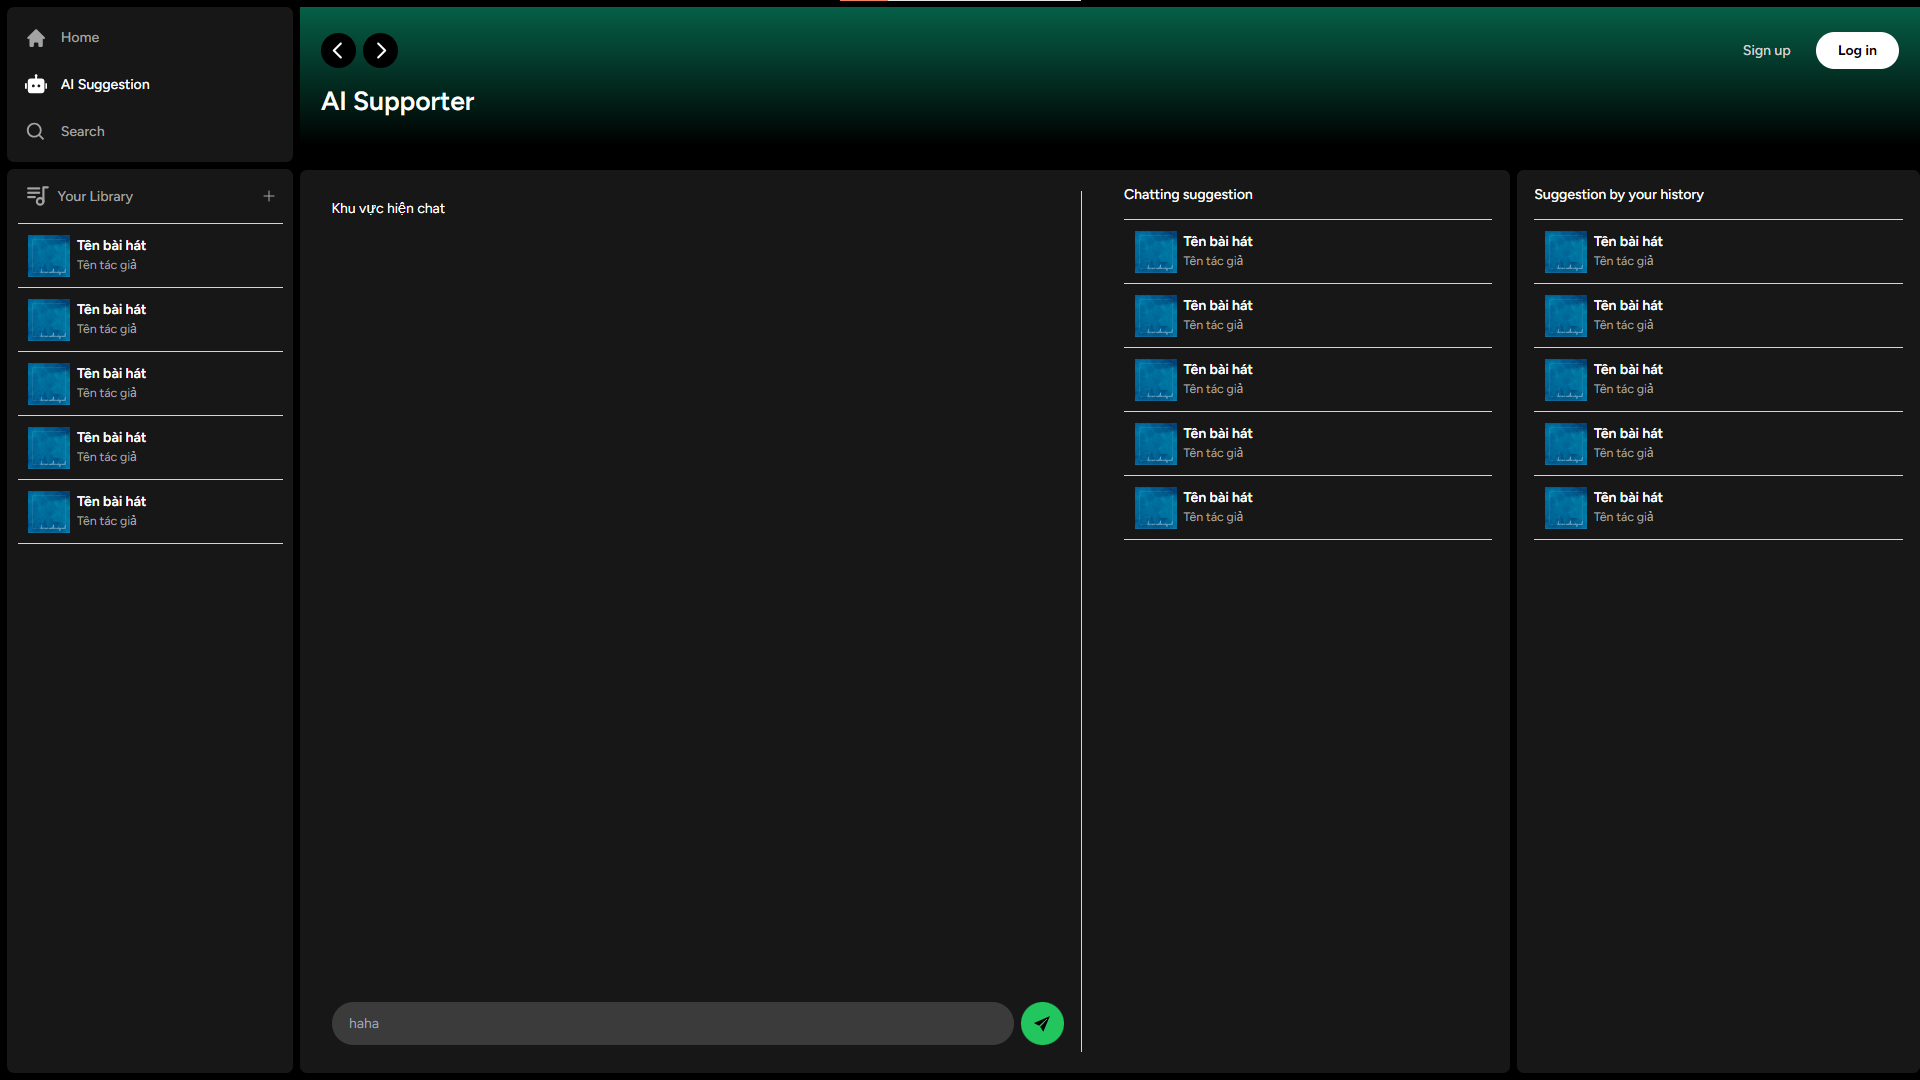 Home
AI Suggestion
Search
Your Library
Tên bài hát
Tên tác giả
Tên bài hát
Tên tác giả
Tên bài hát
Tên tác giả
Tên bài hát
Tên tác giả
Tên bài hát
Tên tác giả
Sign up
Log in
AI Supporter
Khu vực hiện chat
haha
Chatting suggestion
Tên bài hát
Tên tác giả
Tên bài hát
Tên tác giả
Tên bài hát
Tên tác giả
Tên bài hát
Tên tác giả
Tên bài hát
Tên tác giả
Suggestion by your history
Tên bài hát
Tên tác giả
Tên bài hát
Tên tác giả
Tên bài hát
Tên tác giả
Tên bài hát
Tên tác giả
Tên bài hát
Tên tác giả